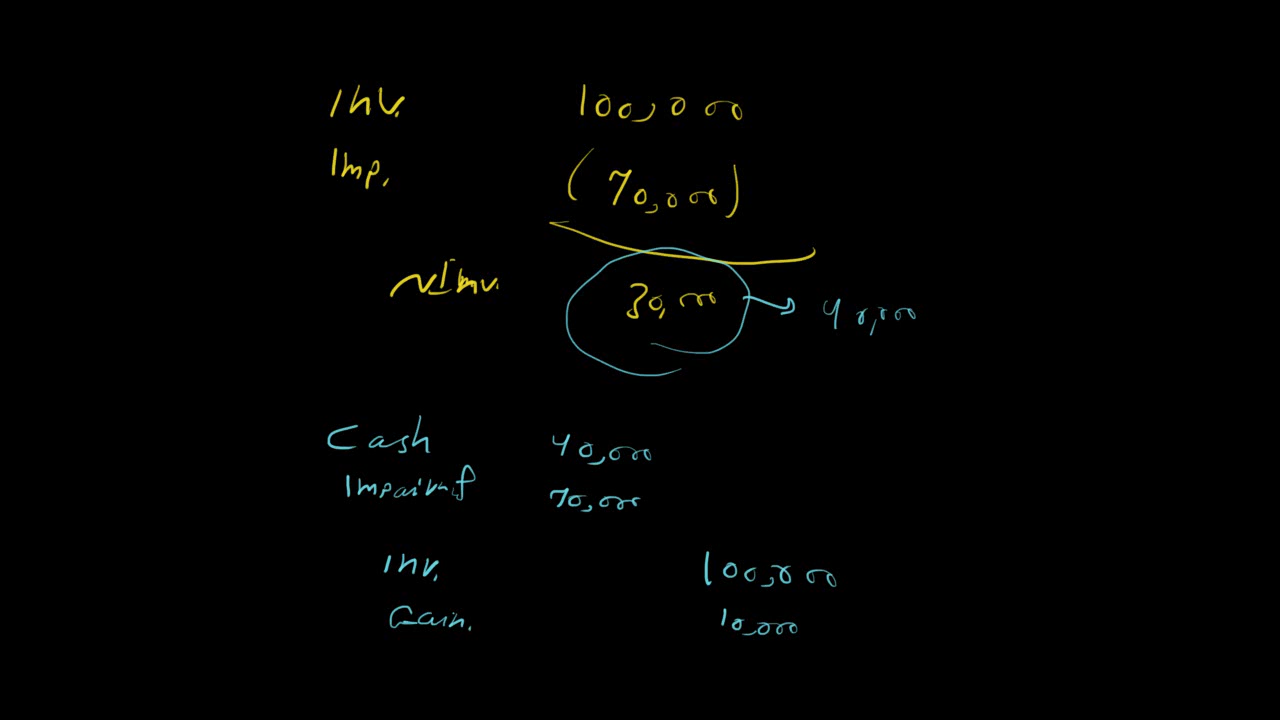 Inv. 100,000
Imp. (70,000)
NInv. 30,000 → 40,000
Cash 40,000
Impairment 70,000
Inv. 100,000
Gain. 10,000